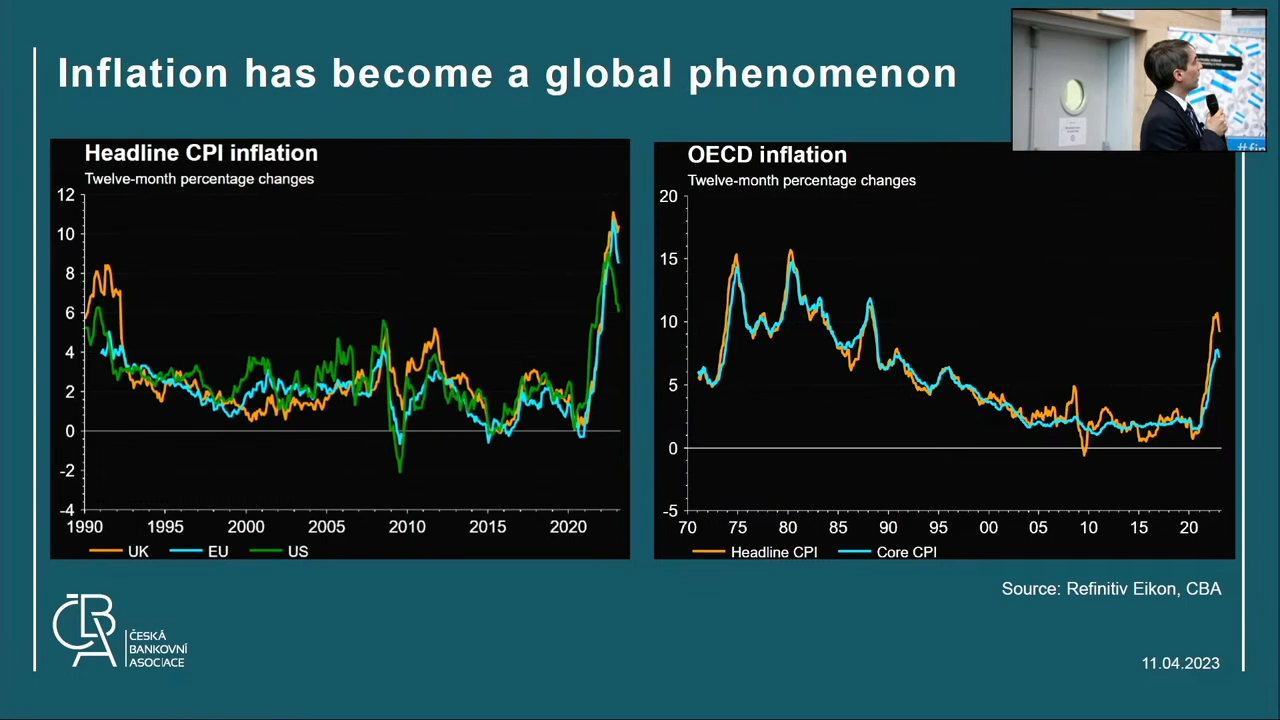 Inflation has become a global phenomenon
#fin
Headline CPI inflation
Twelve-month percentage changes
12
10
8
6
4
2
0
-2
-4
1990 1995 2000 2005 2010 2015 2020
UK EU US
OECD inflation
Twelve-month percentage changes
20
15
10
5
0
-5
70 75 80 85 90 95 00 05 10 15 20
Headline CPI Core CPI
Source: Refinitiv Eikon, CBA
ČBA
ČESKÁ
BANKOVNÍ
ASOCIACE
11.04.2023